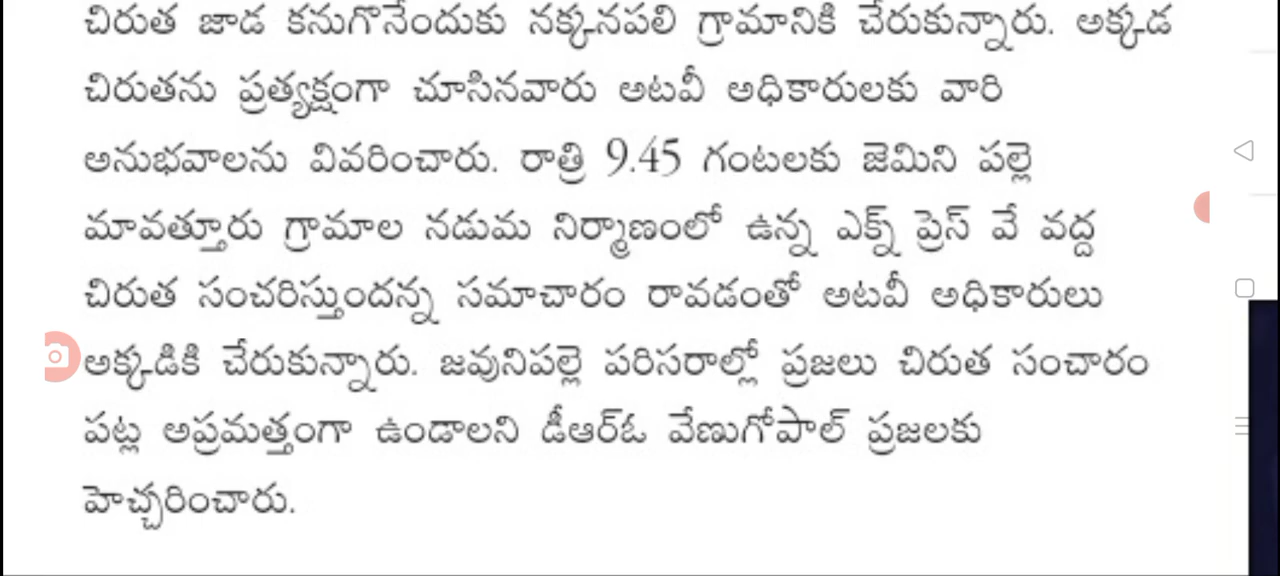 చిరుత జాడ కనుగొనేందుకు నక్కనపలి గ్రామానికి చేరుకున్నారు. అక్కడ
చిరుతను ప్రత్యక్షంగా చూసినవారు అటవీ అధికారులకు వారి
అనుభవాలను వివరించారు. రాత్రి 9.45 గంటలకు జెమిని పల్లె
మావత్తూరు గ్రామాల నడుమ నిర్మాణంలో ఉన్న ఎక్స్ ప్రెస్ వే వద్ద
చిరుత సంచరిస్తుందన్న సమాచారం రావడంతో అటవీ అధికారులు
అక్కడికి చేరుకున్నారు. జవునిపల్లె పరిసరాల్లో ప్రజలు చిరుత సంచారం
పట్ల అప్రమత్తంగా ఉండాలని డీఆర్ఓ వేణుగోపాల్ ప్రజలకు
హెచ్చరించారు.